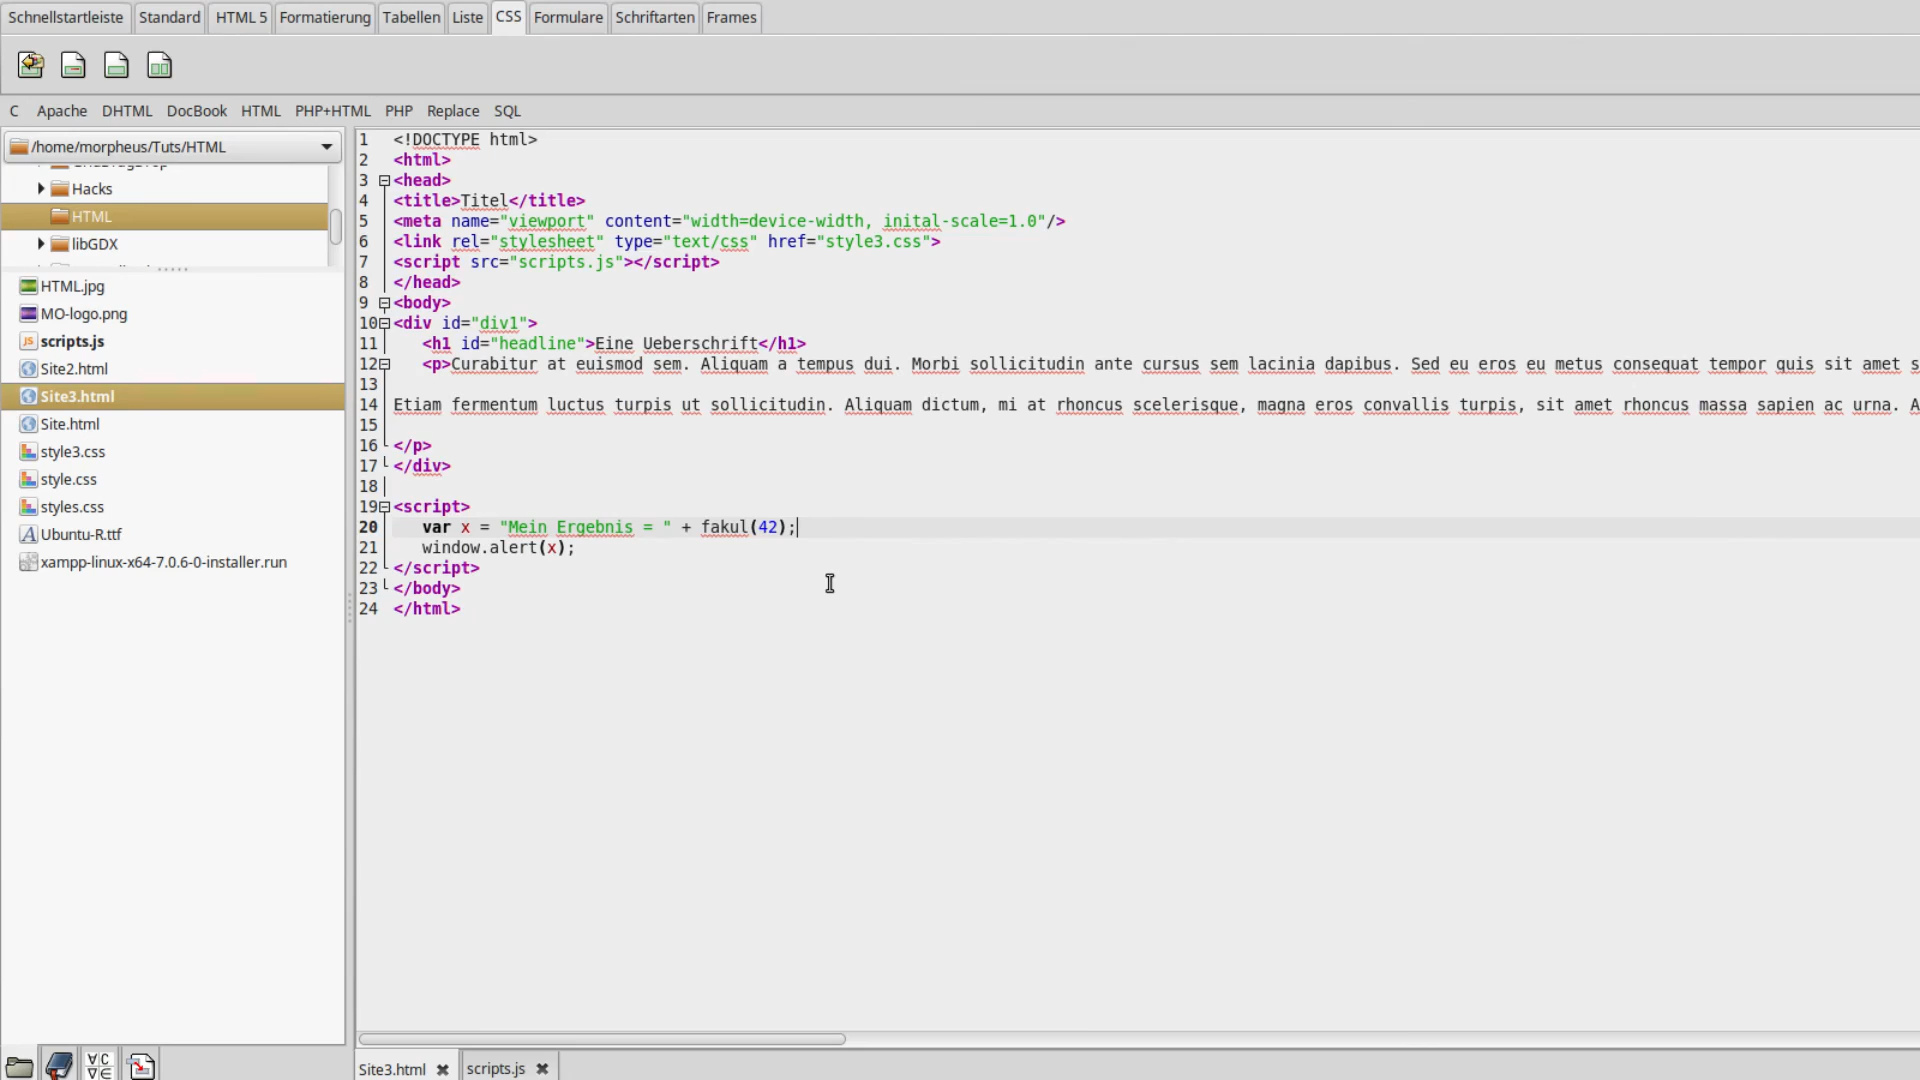 Schnellstartleiste Standard HTML 5 Formatierung Tabellen Liste CSS Formulare Schriftarten Frames
C Apache DHTML DocBook HTML PHP+HTML PHP Replace SQL
/home/morpheus/Tuts/HTML
Hacks
HTML
libGDX
HTML.jpg
MO-logo.png
JS scripts.js
Site2.html
Site3.html
Site.html
style3.css
style.css
styles.css
Ubuntu-R.ttf
xampp-linux-x64-7.0.6-0-installer.run
1 <!DOCTYPE html>
2 <html>
3 <head>
4 <title>Titel</title>
5 <meta name="viewport" content="width=device-width, inital-scale=1.0"/>
6 <link rel="stylesheet" type="text/css" href="style3.css">
7 <script src="scripts.js"></script>
8 </head>
9 <body>
10 <div id="div1">
11 <h1 id="headline">Eine Ueberschrift</h1>
12 <p>Curabitur at euismod sem. Aliquam a tempus dui. Morbi sollicitudin ante cursus sem lacinia dapibus. Sed eu eros eu metus consequat tempor quis sit amet s
13
14 Etiam fermentum luctus turpis ut sollicitudin. Aliquam dictum, mi at rhoncus scelerisque, magna eros convallis turpis, sit amet rhoncus massa sapien ac urna. A
15
16 </p>
17 </div>
18
19 <script>
20 var x = "Mein Ergebnis = " + fakul(42);
21 window.alert(x);
22 </script>
23 </body>
24 </html>
Site3.html scripts.js